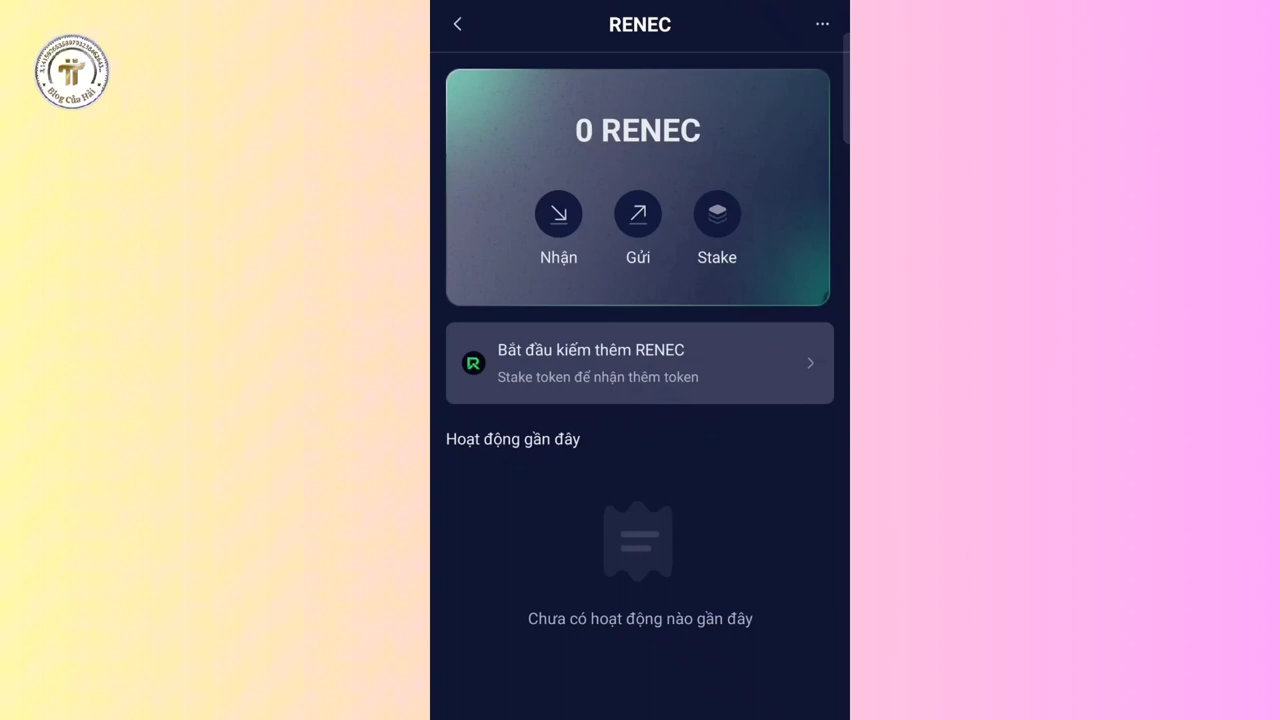 Blog Của Hải
RENEC
0 RENEC
Nhận
Gửi
Stake
Bắt đầu kiếm thêm RENEC
Stake token để nhận thêm token
Hoạt động gần đây
Chưa có hoạt động nào gần đây